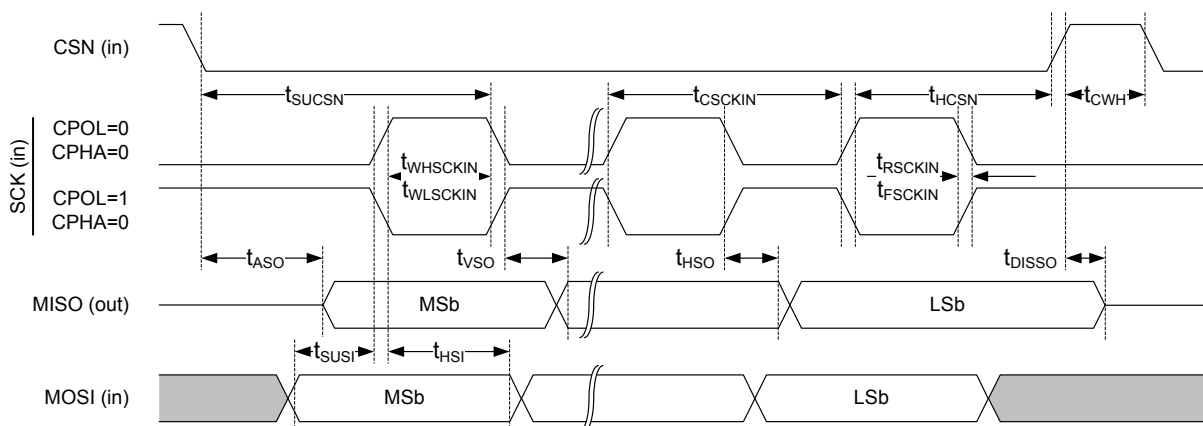 CSN (in)
tSUCSN
tCSCKIN
tHCSN
tCWH
SCK (in)
CPOL=0
CPHA=0
tWHSCKIN
tWLSCKIN
tRSCKIN
tFSCKIN
CPOL=1
CPHA=0
tASO
tVSO
tHSO
tDISSO
MISO (out)
MSb
LSb
tSUSI
tHSI
MOSI (in)
MSb
LSb